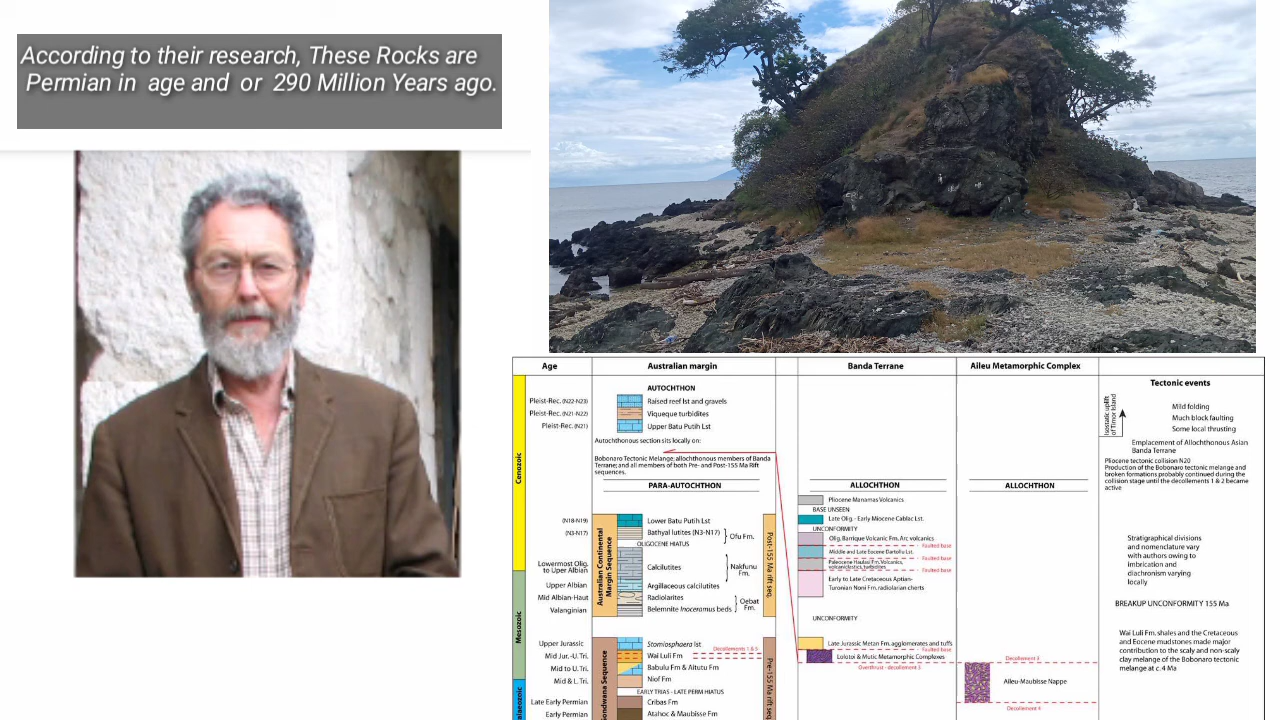 According to their research, These Rocks are
Permian in age and or 290 Million Years ago.
Age
Australian margin
Banda Terrane
Aileu Metamorphic Complex
Tectonic events
Cenozoic
Mesozoic
AUTOCHTHON
Pleist-Rec. (N22-N23)
Raised reef lst and gravels
Pleist-Rec. (N21-N22)
Viqueque turbidites
Pleist-Rec. (N21)
Upper Batu Putih Lst
Autochthonous section sits locally on:
Bobonaro Tectonic Melange; allochthonous members of Banda
Terrane; and all members of both Pre- and Post-155 Ma Rift
sequences.
PARA-AUTOCHTHON
Australian Continental
Margin Sequence
Post-155 Ma rift seq.
(N18-N19)
Lower Batu Putih Lst
(N3-N17)
Bathyal lutites (N3-N17)
Ofu Fm.
OLIGOCENE HIATUS
Lowermost Olig.
to Uper Albian
Calcilutites
Nakfunu
Fm.
Upper Albian
Argillaceous calcilutites
Mid Albian-Haut
Radiolarites
Valanginian
Belemnite Inoceramus beds
Oebat
Fm.
Upper Jurassic
Stomiosphaera lst
Decollements 1 & 5
Mid Jur.-U.Tri.
Wai Luli Fm
Mid to U. Tri.
Babulu Fm & Aitutu Fm
Mid & L. Tri.
Niof Fm
EARLY TRIAS - LATE PERM HIATUS
Late Early Permian
Cribas Fm
Early Permian
Atahoc & Maubisse Fm
Pre-155 Ma rift seq.
ALLOCHTHON
Pliocene Manamas Volcanics
BASE UNSEEN
Late Olig. - Early Miocene Cablac Lst.
UNCONFORMITY
Olig. Barrique Volcanic Fm. Arc volcanics
Faulted base
Middle and Late Eocene Dartollu Lst.
Faulted base
Paleocene Haulasi Fm. Volcanics,
volcaniclastics, turbidites
Faulted base
Early to Late Cretaceous Aptian-
Turonian Noni Fm, radiolarian cherts
UNCONFORMITY
Late Jurassic Metan Fm. agglomerates and tuffs
Faulted base
Lolotoi & Mutic Metamorphic Complexes
Overthrust - decollement 3
ALLOCHTHON
Decollement 3
Aileu-Maubisse Nappe
Decollement 4
Isostatic uplift
of Timor Island
Mild folding
Much block faulting
Some local thrusting
Emplacement of Allochthonous Asian
Banda Terrane
Pliocene tectonic collision N20
Production of the Bobonaro tectonic melange and
broken formations probably continued during the
collision stage until the decollements 1 & 2 became
active
Stratigraphical divisions
and nomenclature vary
with authors owing to
imbrication and
diachronism varying
locally
BREAKUP UNCONFORMITY 155 Ma
Wai Luli Fm. shales and the Cretaceous
and Eocene mudstones made major
contribution to the scaly and non-scaly
clay melange of the Bobonaro tectonic
melange at c.4 Ma